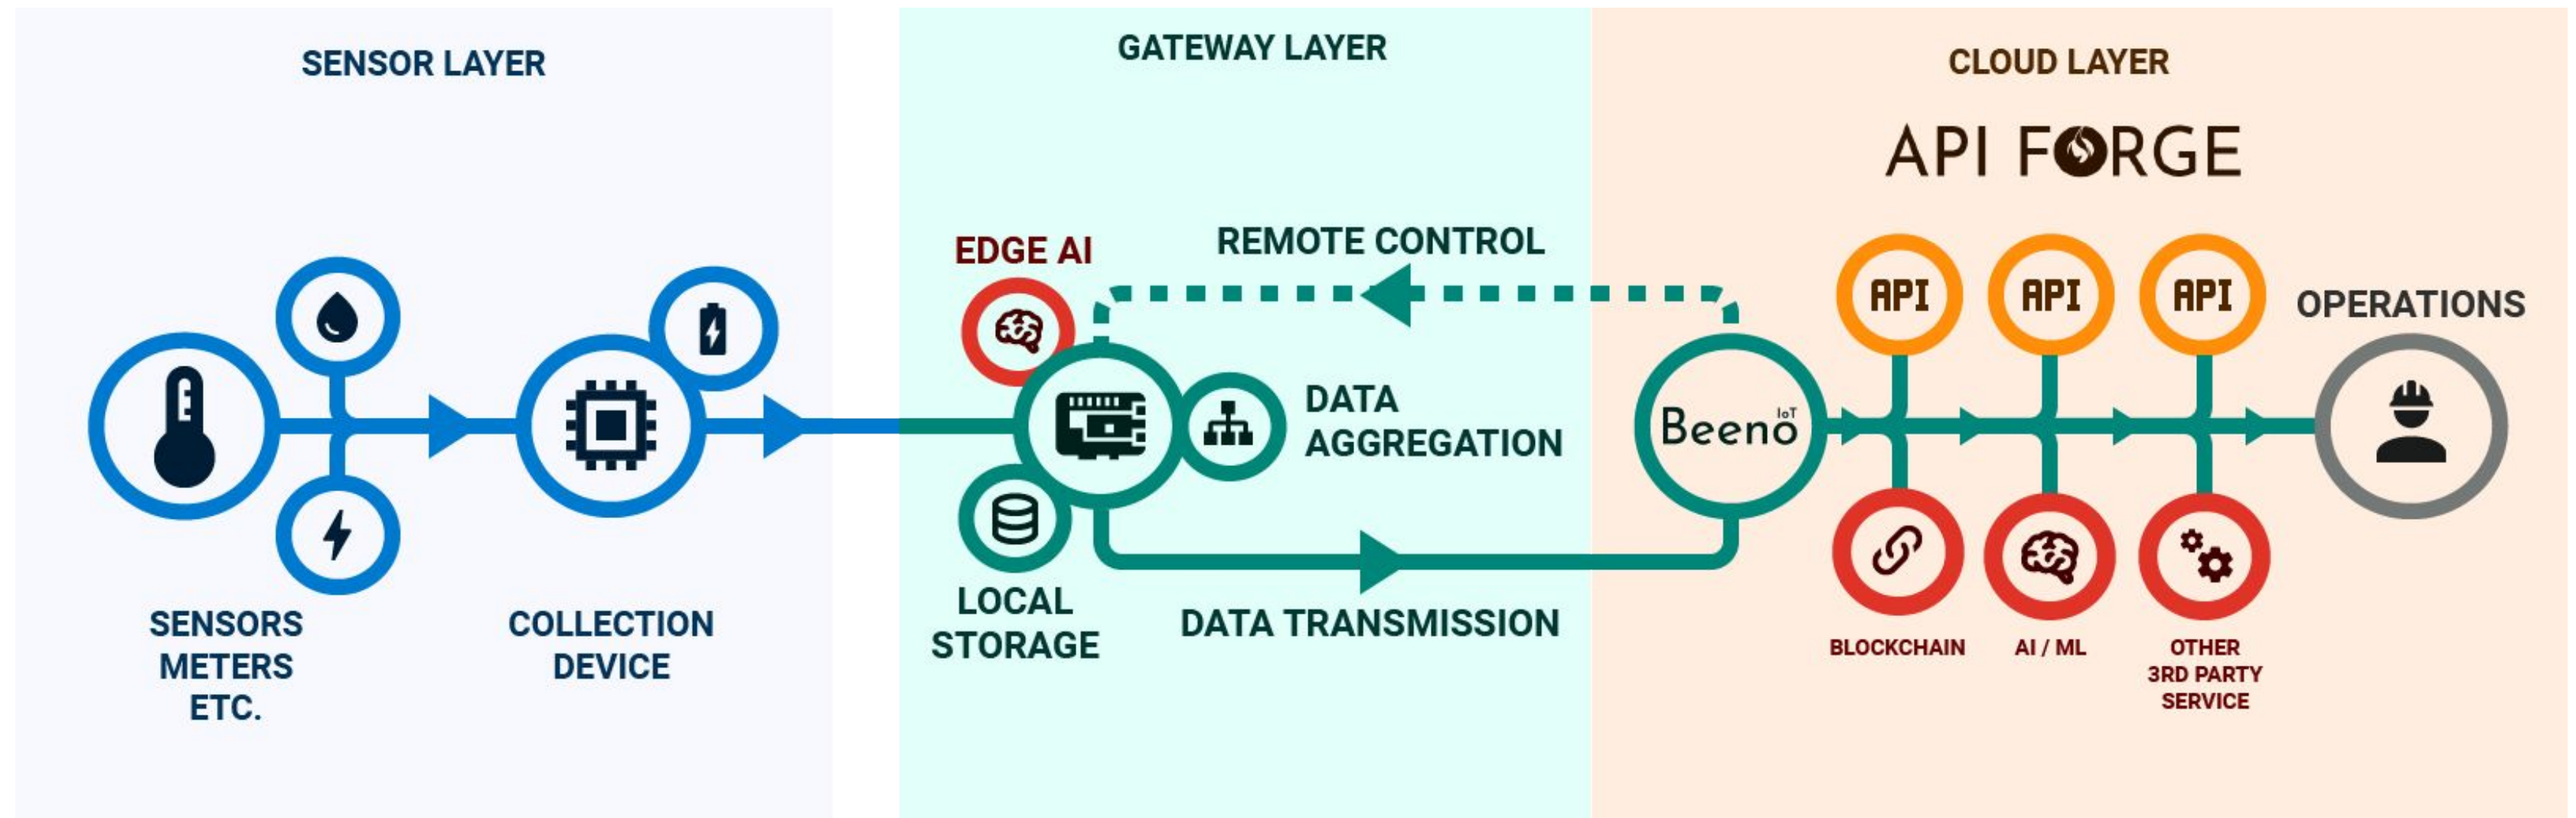 SENSOR LAYER
SENSORS
METERS
ETC.
COLLECTION
DEVICE
GATEWAY LAYER
EDGE AI
REMOTE CONTROL
DATA
AGGREGATION
LOCAL
STORAGE
DATA TRANSMISSION
CLOUD LAYER
API FORGE
Beeno IoT
API
API
API
OPERATIONS
BLOCKCHAIN
AI / ML
OTHER
3RD PARTY
SERVICE